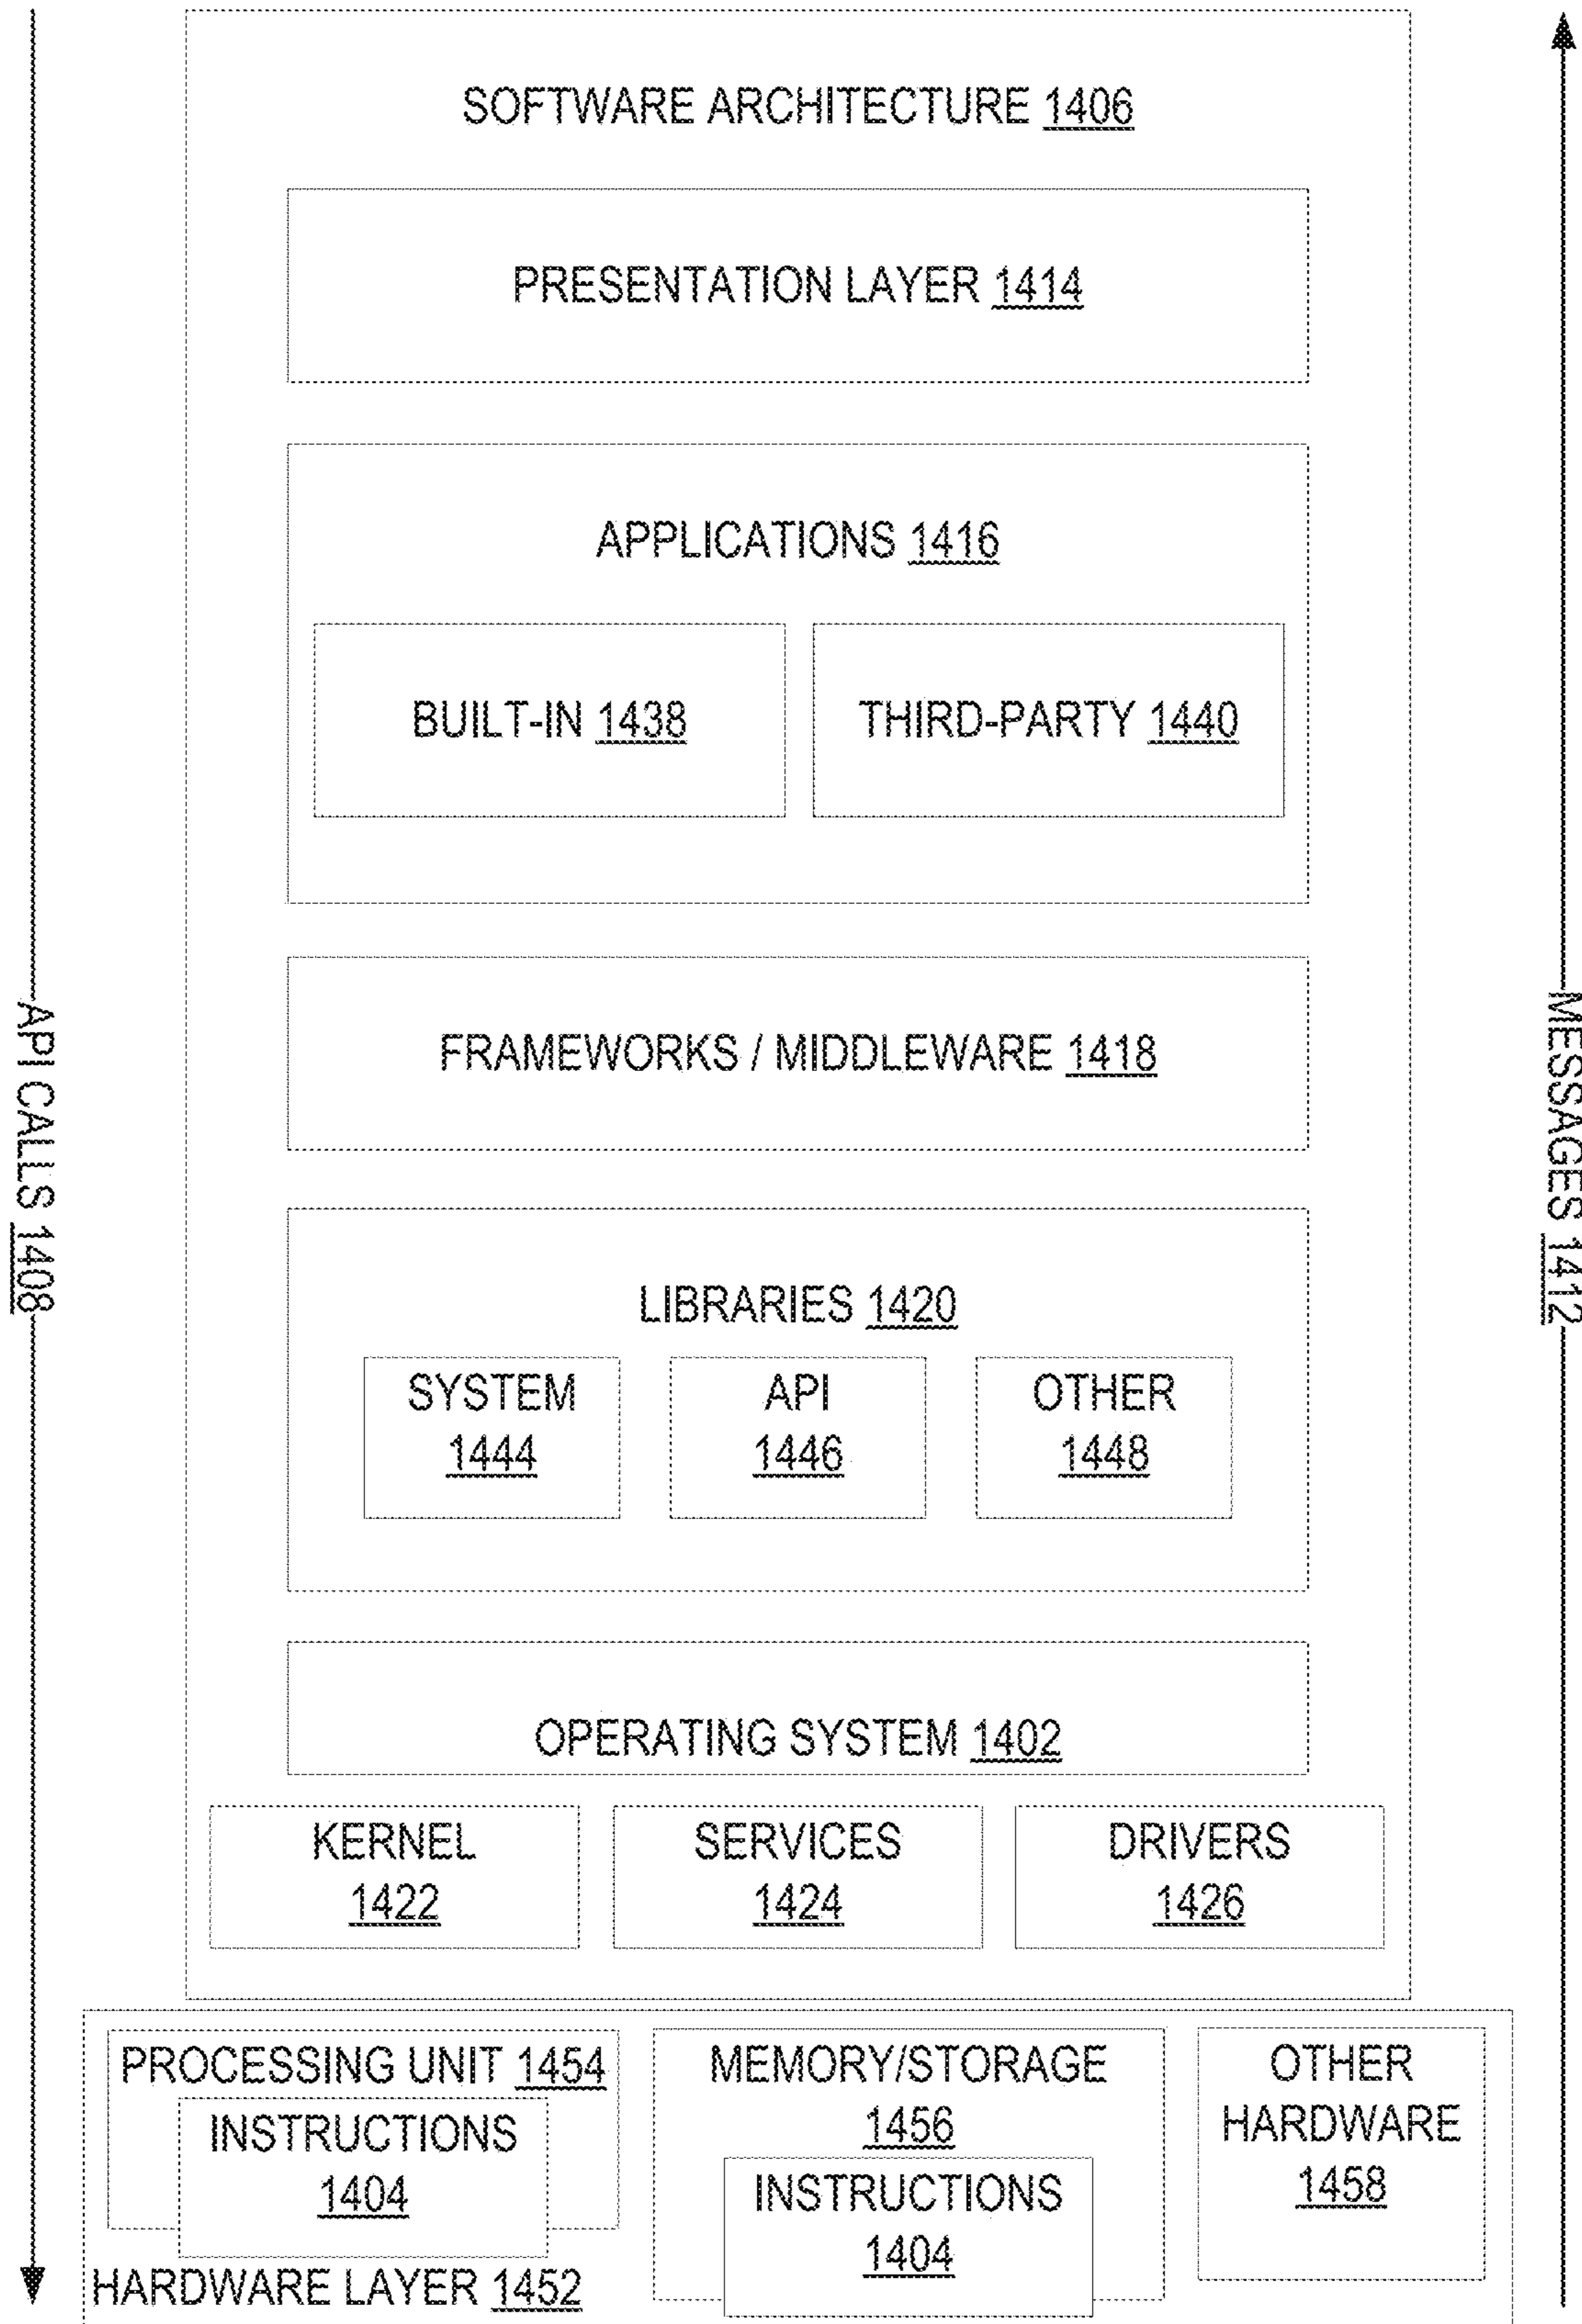 SOFTWARE ARCHITECTURE 1406
PRESENTATION LAYER 1414
APPLICATIONS 1416
BUILT-IN 1438
THIRD-PARTY 1440
FRAMEWORKS / MIDDLEWARE 1418
API CALLS 1408
MESSAGES 1412
LIBRARIES 1420
SYSTEM
1444
API
1446
OTHER
1448
OPERATING SYSTEM 1402
KERNEL
1422
SERVICES
1424
DRIVERS
1426
PROCESSING UNIT 1454
INSTRUCTIONS
1404
MEMORY/STORAGE
1456
INSTRUCTIONS
1404
OTHER
HARDWARE
1458
HARDWARE LAYER 1452